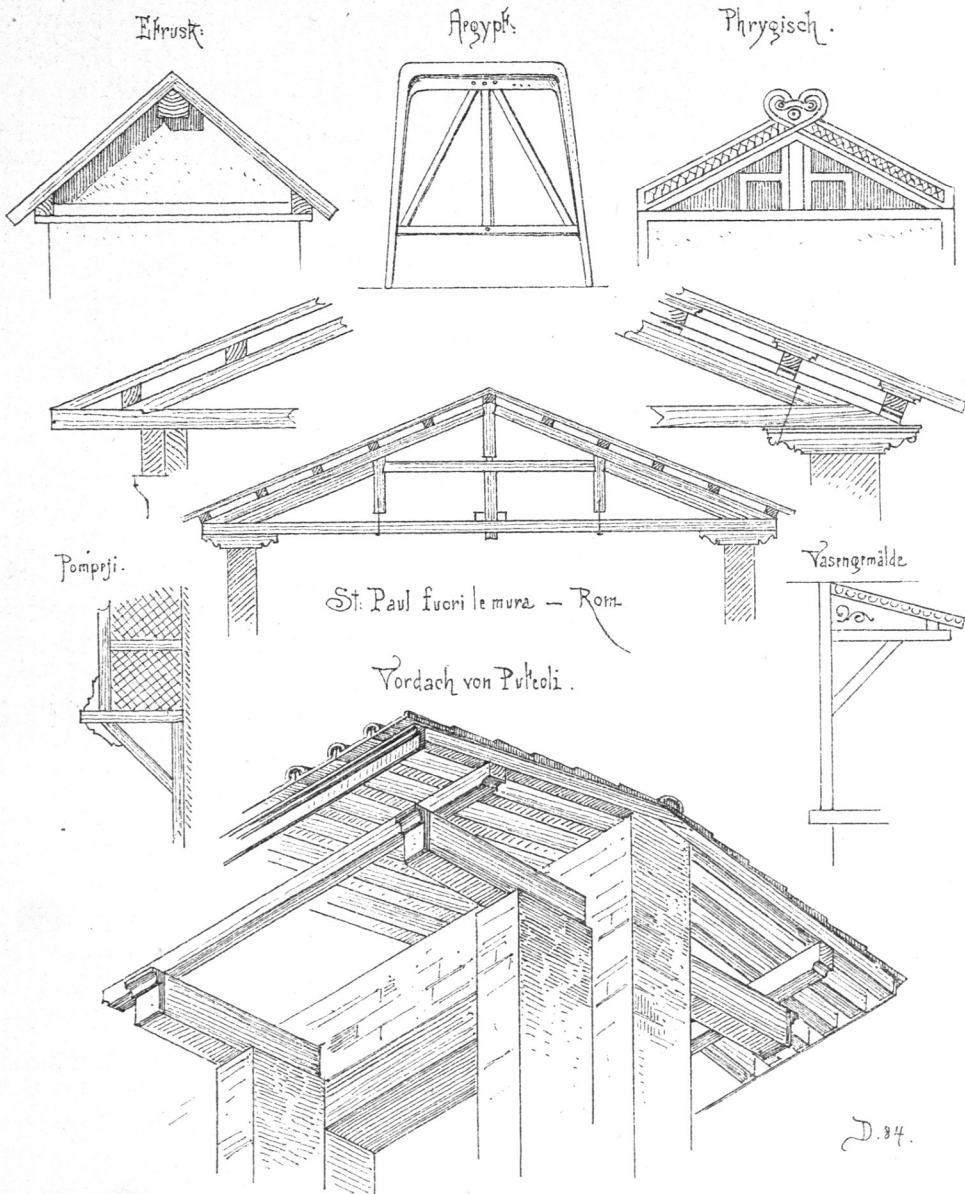 Etrusk:
Aegypt:
Phrygisch.
Pompeji.
Vasengemälde
St: Paul fuori le mura — Rom
Vordach von Puteoli.
D. 84.